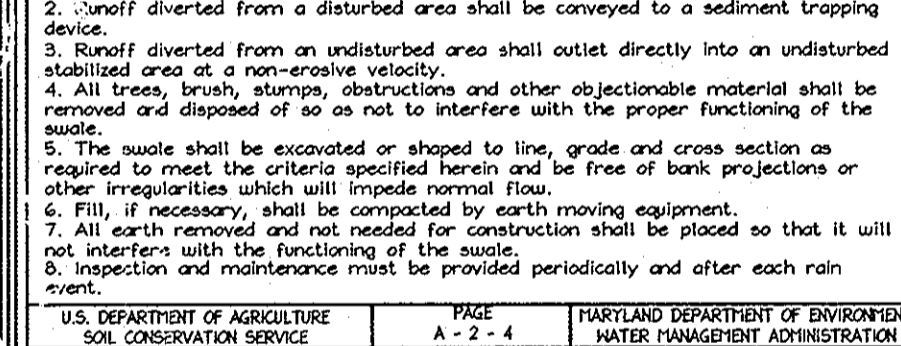 2. Runoff diverted from a disturbed area shall be conveyed to a sediment trapping
device.
3. Runoff diverted from an undisturbed area shall outlet directly into an undisturbed
stabilized area at a non-erosive velocity.
4. All trees, brush, stumps, obstructions and other objectionable material shall be
removed and disposed of so as not to interfere with the proper functioning of the
swale.
5. The swale shall be excavated or shaped to line, grade and cross section as
required to meet the criteria specified herein and be free of bank projections or
other irregularities which will impede normal flow.
6. Fill, if necessary, shall be compacted by earth moving equipment.
7. All earth removed and not needed for construction shall be placed so that it will
not interfere with the functioning of the swale.
8. Inspection and maintenance must be provided periodically and after each rain
event.
U.S. DEPARTMENT OF AGRICULTURE
SOIL CONSERVATION SERVICE
PAGE
A - 2 - 4
MARYLAND DEPARTMENT OF ENVIRONMEN
WATER MANAGEMENT ADMINISTRATION